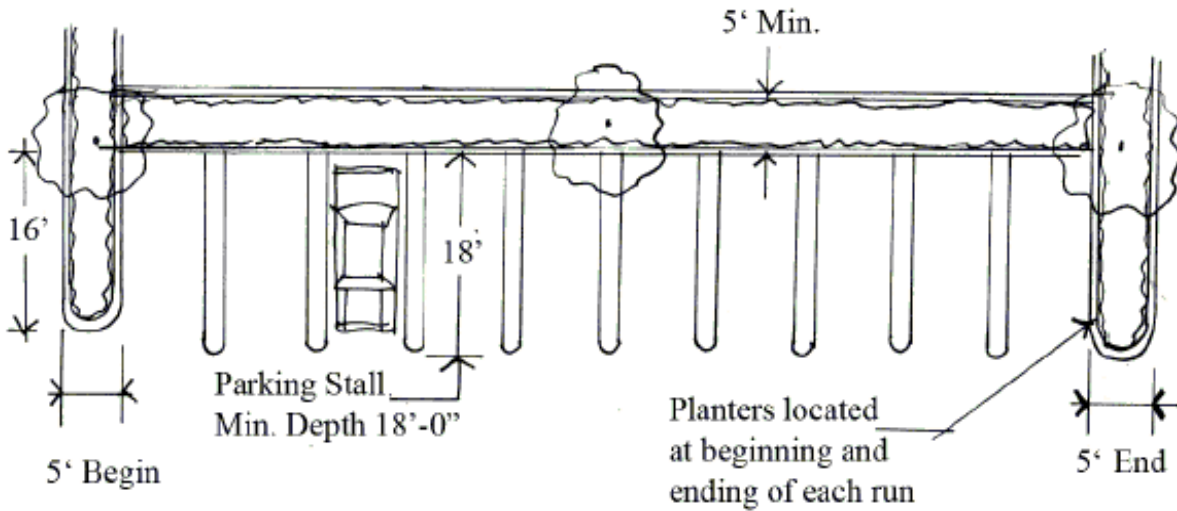 5‘ Min.
16’
18’
Parking Stall
Min. Depth 18’-0”
5‘ Begin
Planters located
at beginning and
ending of each run
5‘ End